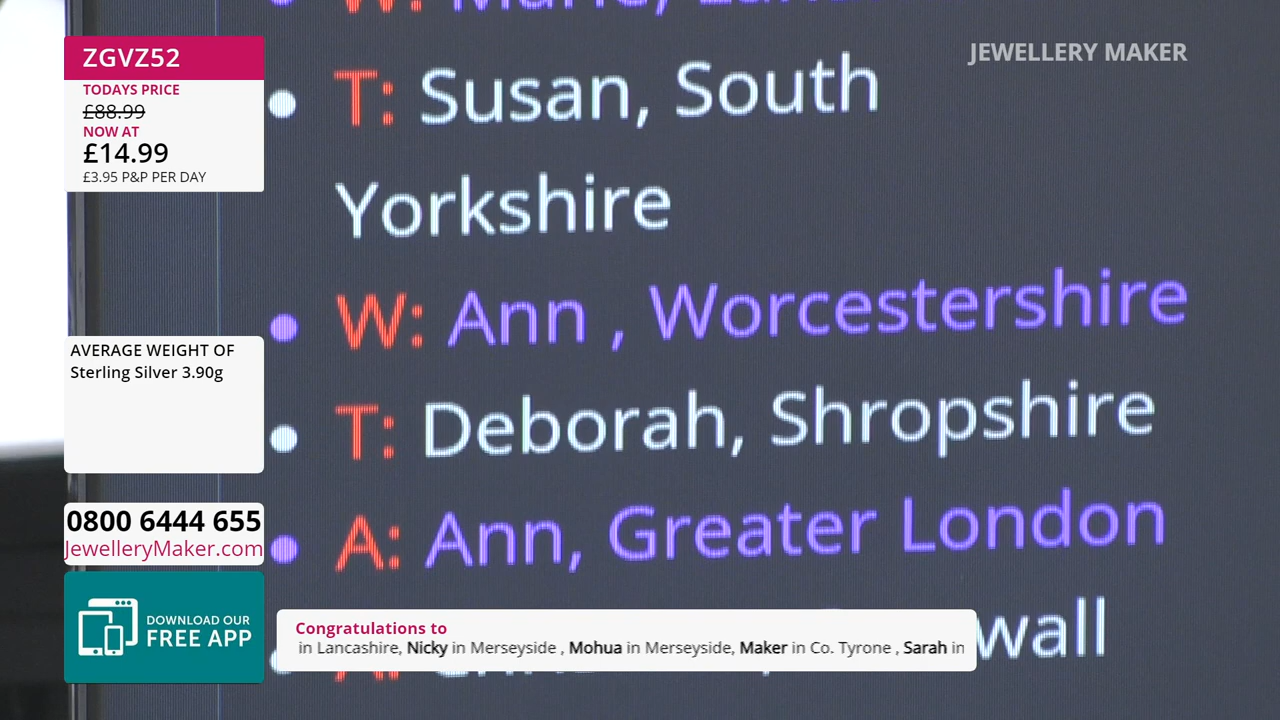 ZGVZ52
TODAYS PRICE
£88.99
NOW AT
£14.99
£3.95 P&P PER DAY
AVERAGE WEIGHT OF
Sterling Silver 3.90g
0800 6444 655
JewelleryMaker.com
DOWNLOAD OUR
FREE APP
JEWELLERY MAKER
T: Susan, South
Yorkshire
W: Ann , Worcestershire
T: Deborah, Shropshire
A: Ann, Greater London
Congratulations to
in Lancashire, Nicky in Merseyside , Mohua in Merseyside, Maker in Co. Tyrone , Sarah in